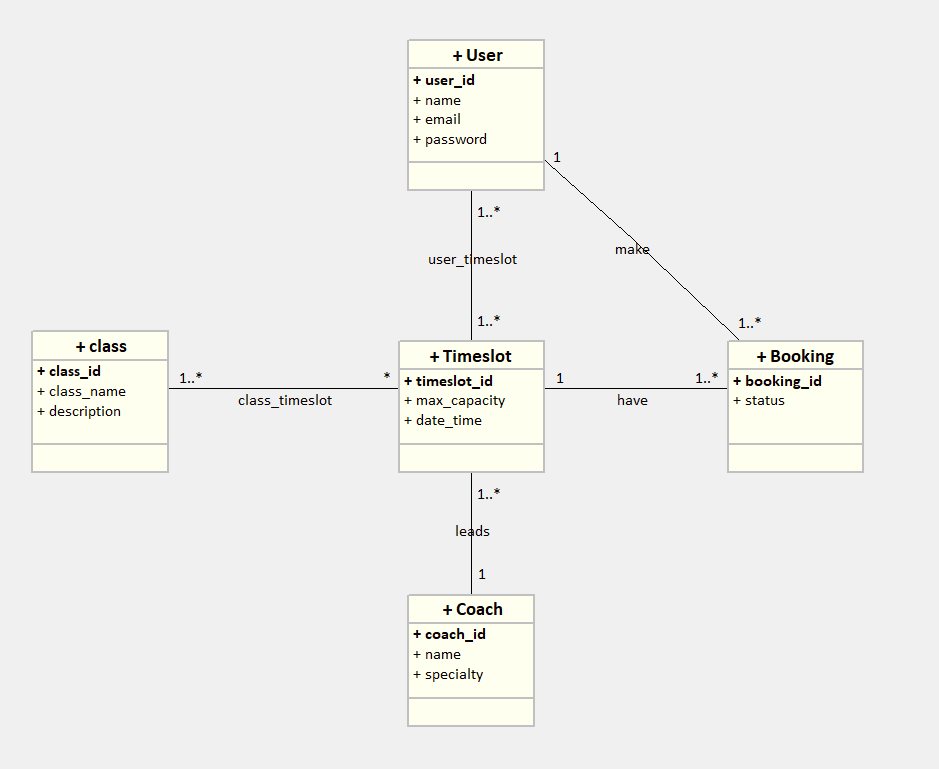 + User
+ user_id
+ name
+ email
+ password
1
1..*
user_timeslot
make
1..*
1..*
+ class
+ class_id
+ class_name
+ description
1..*
*
class_timeslot
+ Timeslot
+ timeslot_id
+ max_capacity
+ date_time
1
1..*
have
+ Booking
+ booking_id
+ status
1..*
leads
1
+ Coach
+ coach_id
+ name
+ specialty